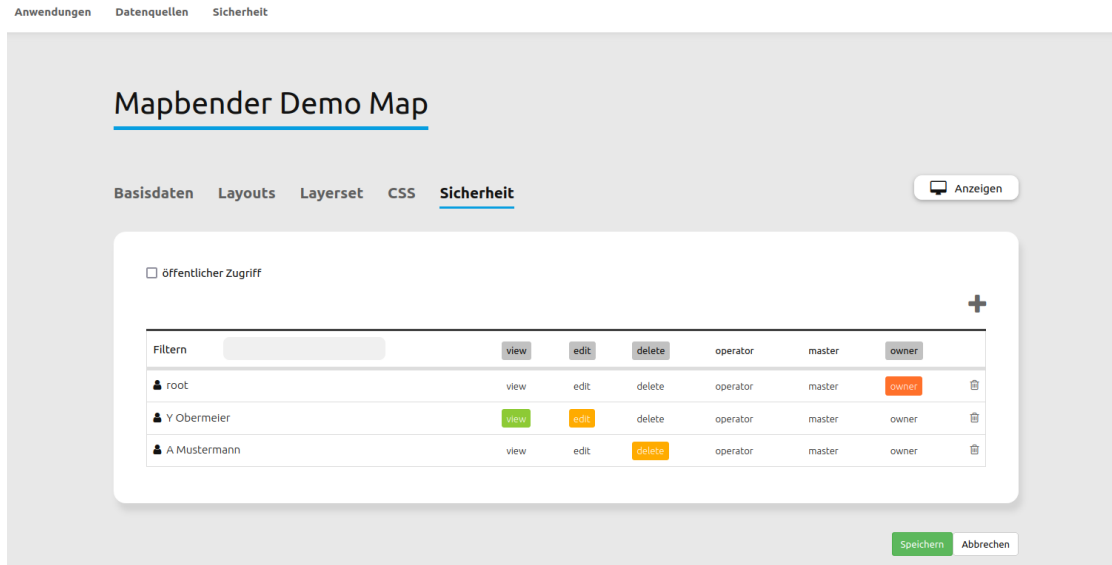 Anwendungen Datenquellen Sicherheit
Mapbender Demo Map
Basisdaten Layouts Layerset CSS Sicherheit
Anzeigen
öffentlicher Zugriff
Filtern view edit delete operator master owner
root view edit delete operator master owner
Y Obermeier view edit delete operator master owner
A Mustermann view edit delete operator master owner
Speichern Abbrechen